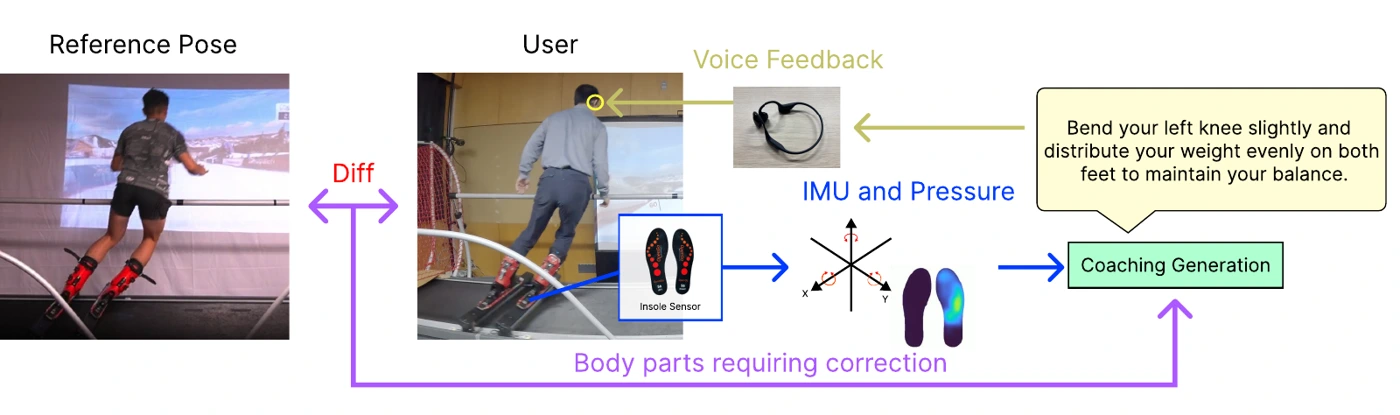 Reference Pose
User
Voice Feedback
Diff
IMU and Pressure
Bend your left knee slightly and
distribute your weight evenly on both
feet to maintain your balance.
Insole Sensor
X
Y
Coaching Generation
Body parts requiring correction